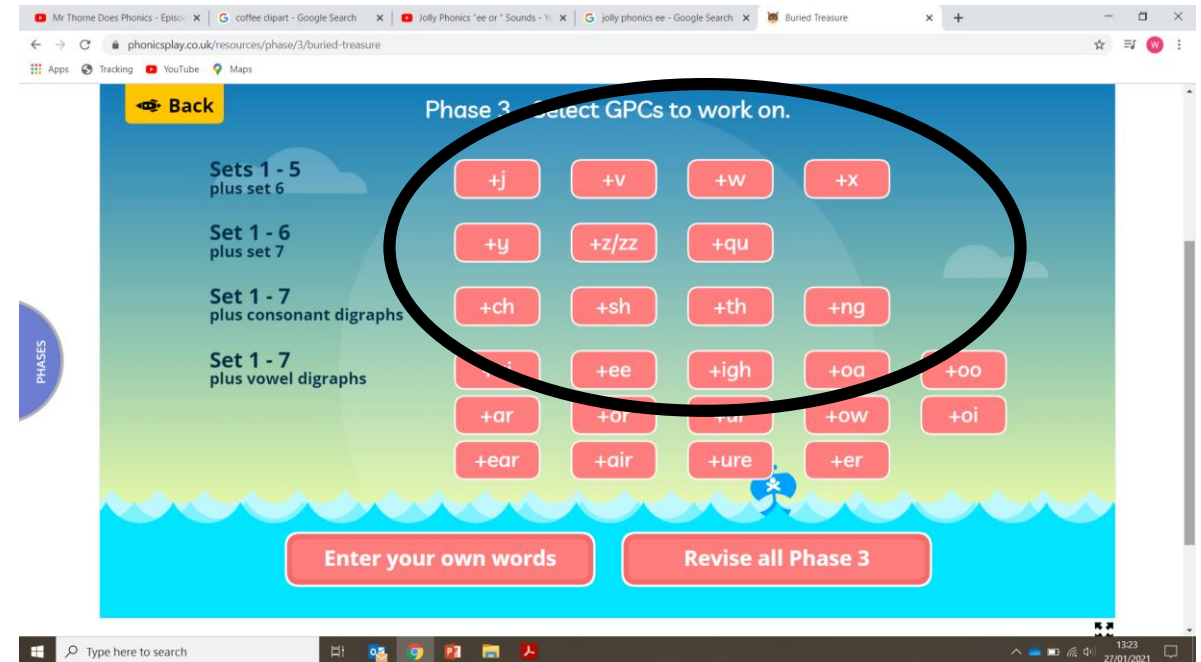 Mr Thorne Does Phonics - Episo
coffee clipart - Google Search
Jolly Phonics "ee or" Sounds - Yo
jolly phonics ee - Google Search
Buried Treasure
phonicsplay.co.uk/resources/phase/3/buried-treasure
W
Apps Tracking YouTube Maps
Back
Phase 3 - Select GPCs to work on.
Sets 1 - 5
plus set 6
+j +v +w +x
Set 1 - 6
plus set 7
+y +z/zz +qu
Set 1 - 7
plus consonant digraphs
+ch +sh +th +ng
PHASES
Set 1 - 7
plus vowel digraphs
+ee +igh +oa +oo
+ar +or +ow +oi
+ear +air +ure +er
Enter your own words
Revise all Phase 3
Type here to search
13:23
27/01/2021